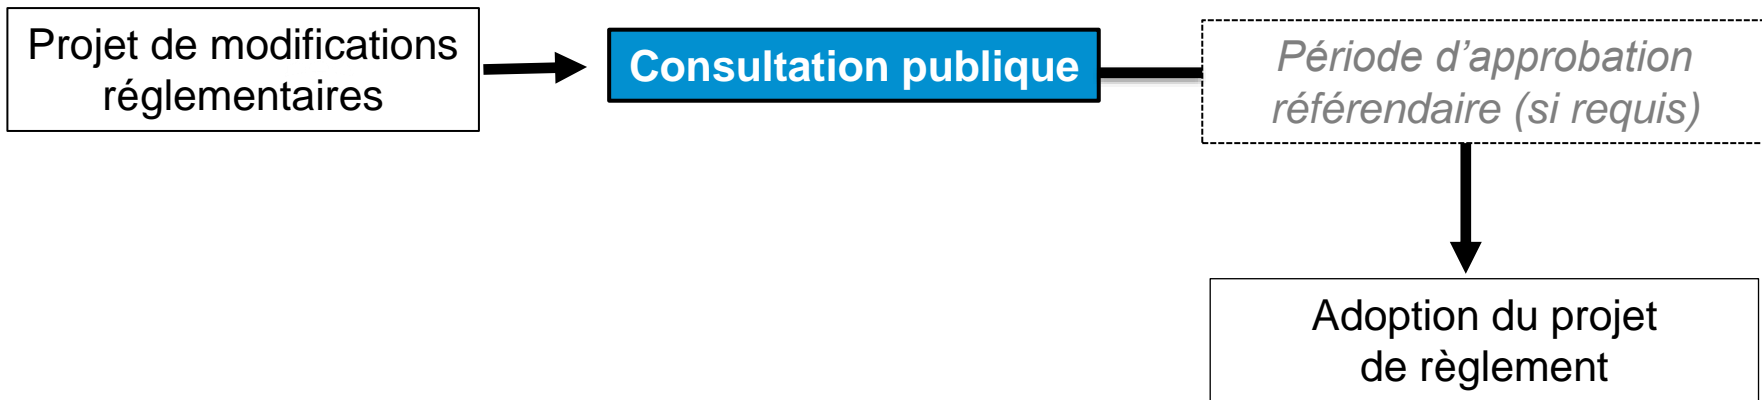 Projet de modifications
réglementaires
Consultation publique
Période d’approbation
référendaire (si requis)
Adoption du projet
de règlement